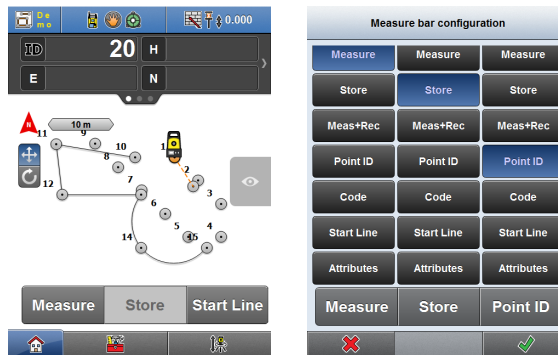 De
mo
0.000
ID 20 H
E N
N
10 m
11 9 10 1
8
7 2
12 3
6
5 4
14 15
Measure Store Start Line
Measure bar configuration
Measure Measure Measure
Store Store Store
Meas+Rec Meas+Rec Meas+Rec
Point ID Point ID Point ID
Code Code Code
Start Line Start Line Start Line
Attributes Attributes Attributes
Measure Store Point ID